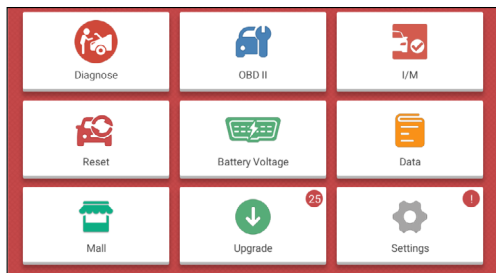 Diagnose
OBD II
I/M
Reset
Battery Voltage
Data
Mall
25
Upgrade
!
Settings